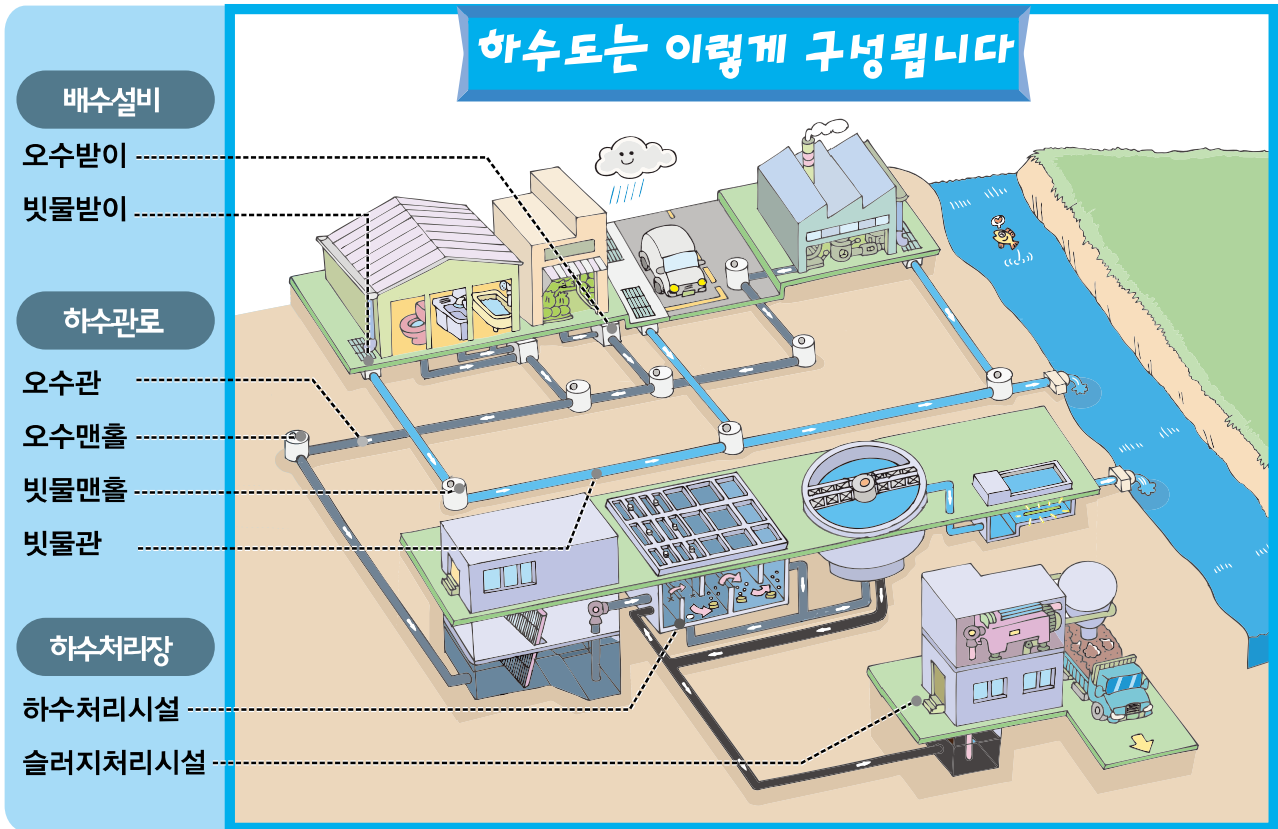 하수도는 이렇게 구성됩니다
배수설비
오수받이
빗물받이
하수관로
오수관
오수맨홀
빗물맨홀
빗물관
하수처리장
하수처리시설
슬러지처리시설